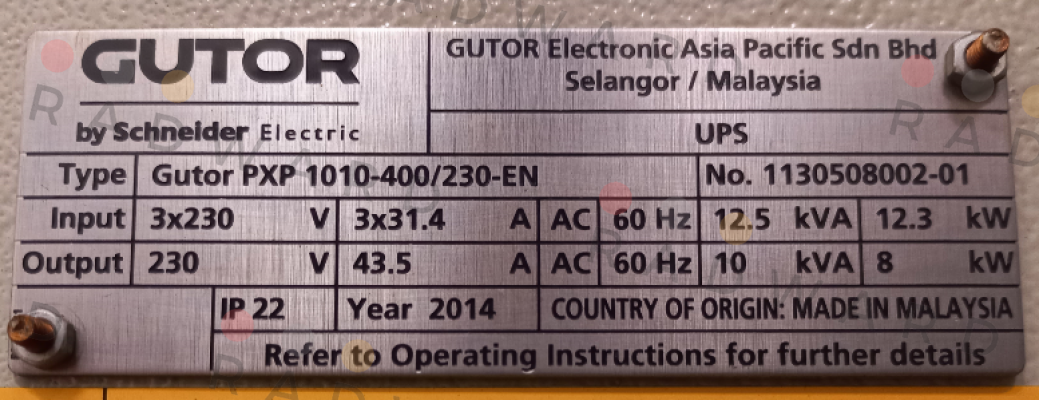 GUTOR
by Schneider Electric
GUTOR Electronic Asia Pacific Sdn Bhd
Selangor / Malaysia
UPS
Type Gutor PXP 1010-400/230-EN No. 1130508002-01
Input 3x230 V 3x31.4 A AC 60 Hz 12.5 kVA 12.3 kW
Output 230 V 43.5 A AC 60 Hz 10 kVA 8 kW
IP 22 Year 2014 COUNTRY OF ORIGIN: MADE IN MALAYSIA
Refer to Operating Instructions for further details